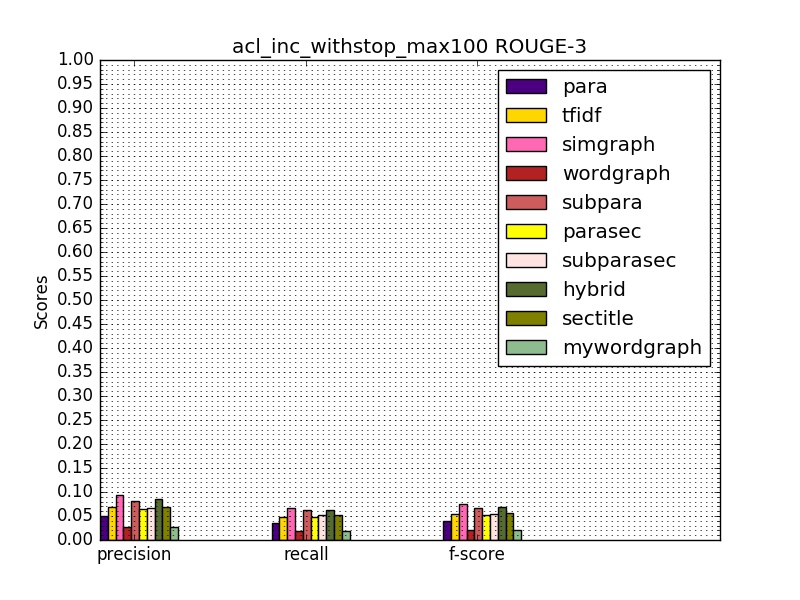 acl_inc_withstop_max100 ROUGE-3
1.00
0.95
0.90
0.85
0.80
0.75
0.70
0.65
0.60
0.55
0.50
0.45
0.40
0.35
0.30
0.25
0.20
0.15
0.10
0.05
0.00
Scores
para
tfidf
simgraph
wordgraph
subpara
parasec
subparasec
hybrid
sectitle
mywordgraph
precision
recall
f-score